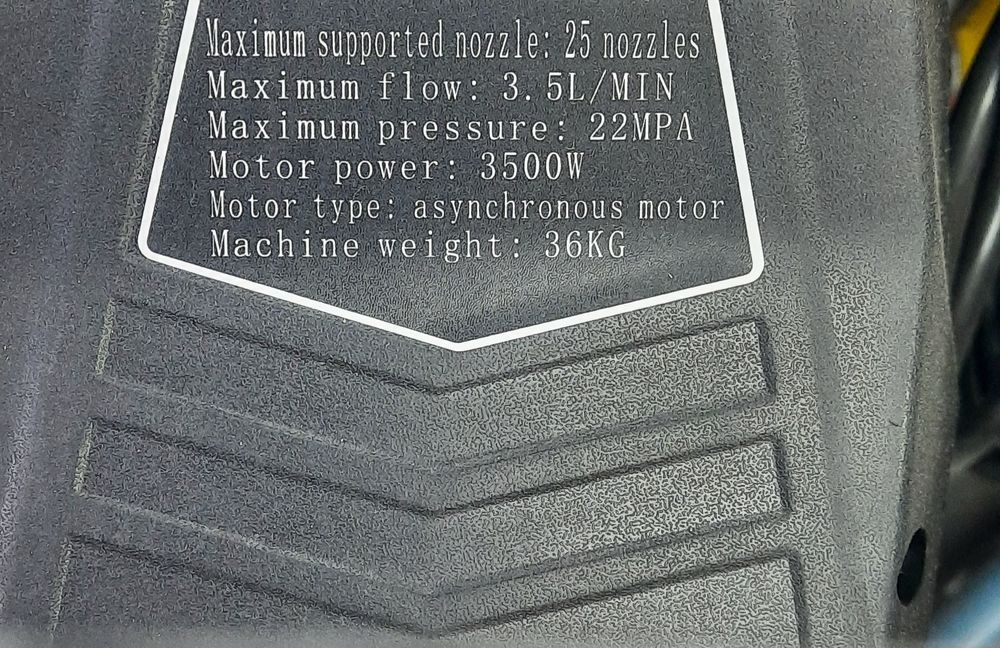 Maximum supported nozzle: 25 nozzles
Maximum flow: 3.5L/MIN
Maximum pressure: 22MPA
Motor power: 3500W
Motor type: asynchronous motor
Machine weight: 36KG